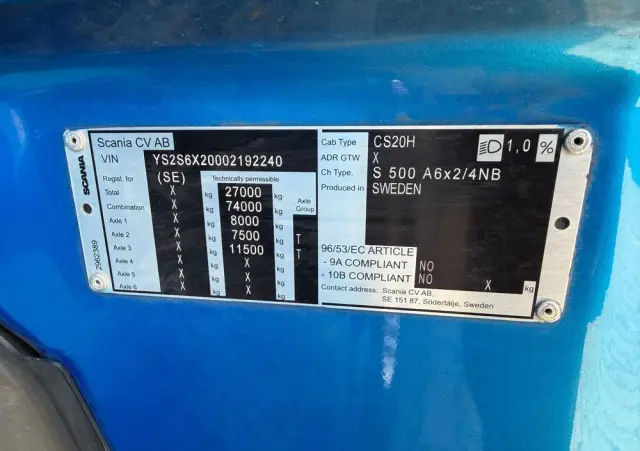 SCANIA
2982389
Scania CV AB
VIN YS2S6X20002192240
Regist. for (SE) Technically permissible
Total X kg 27000 kg Axle Group
Combination X kg 74000 kg
Axle 1 X kg 8000 kg
Axle 2 X kg 7500 kg T
Axle 3 X kg 11500 kg T
Axle 4 X kg X kg
Axle 5 X kg X kg
Axle 6 X kg X kg
Cab Type CS20H 1,0 %
ADR GTW X
Ch Type. S 500 A6x2/4NB
Produced in SWEDEN
96/53/EC ARTICLE
- 9A COMPLIANT NO
- 10B COMPLIANT NO X kg
Contact address: Scania CV AB,
SE 151 87, Södertälje, Sweden